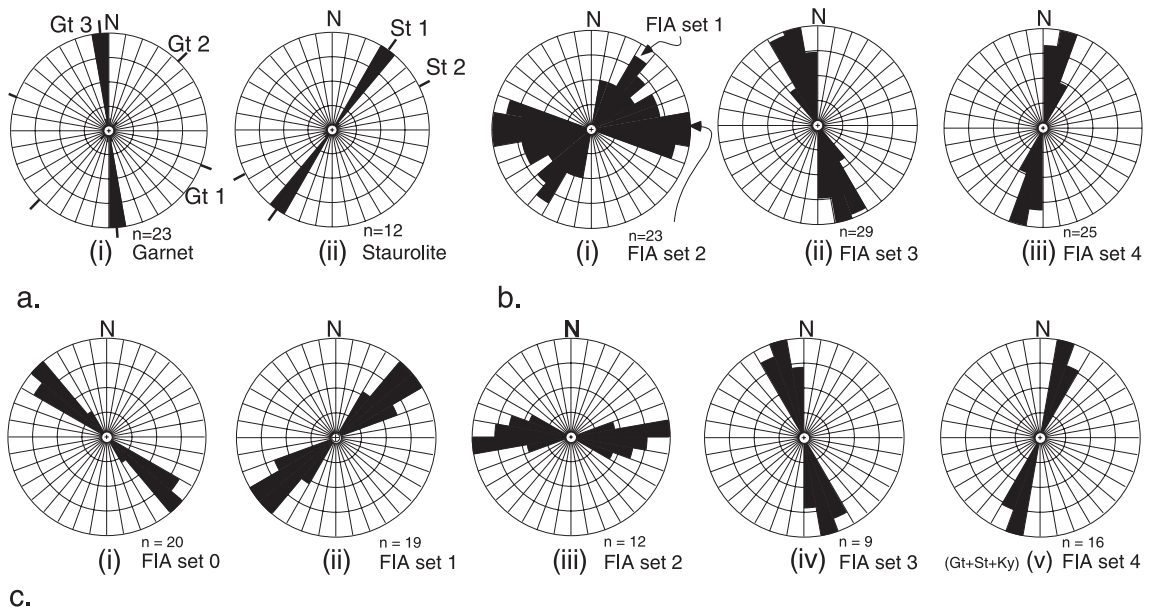 Gt 3 N
Gt 2
Gt 1
n=23
(i) Garnet
N
St 1
St 2
n=12
(ii) Staurolite
a.
N
FIA set 1
n=23
(i) FIA set 2
N
n=29
(ii) FIA set 3
N
n=25
(iii) FIA set 4
b.
N
n = 20
(i) FIA set 0
N
n = 19
(ii) FIA set 1
N
n = 12
(iii) FIA set 2
N
n = 9
(iv) FIA set 3
N
n = 16
(Gt+St+Ky) (v) FIA set 4
c.